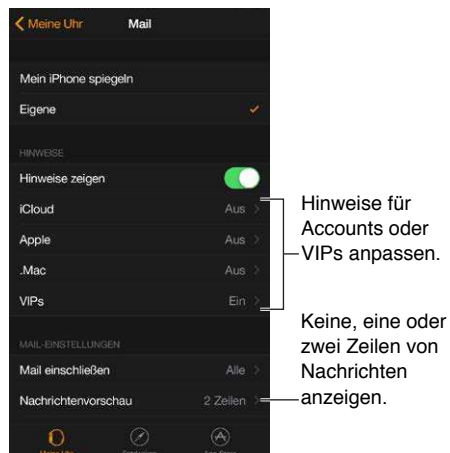 Meine Uhr Mail
Mein iPhone spiegeln
Eigene
HINWEISE
Hinweise zeigen
iCloud Aus
Apple Aus
.Mac Aus
VIPs Ein
MAIL-EINSTELLUNGEN
Mail einschließen Alle
Nachrichtenvorschau 2 Zeilen
Meine Uhr
Hinweise für
Accounts oder
VIPs anpassen.
Keine, eine oder
zwei Zeilen von
Nachrichten
anzeigen.